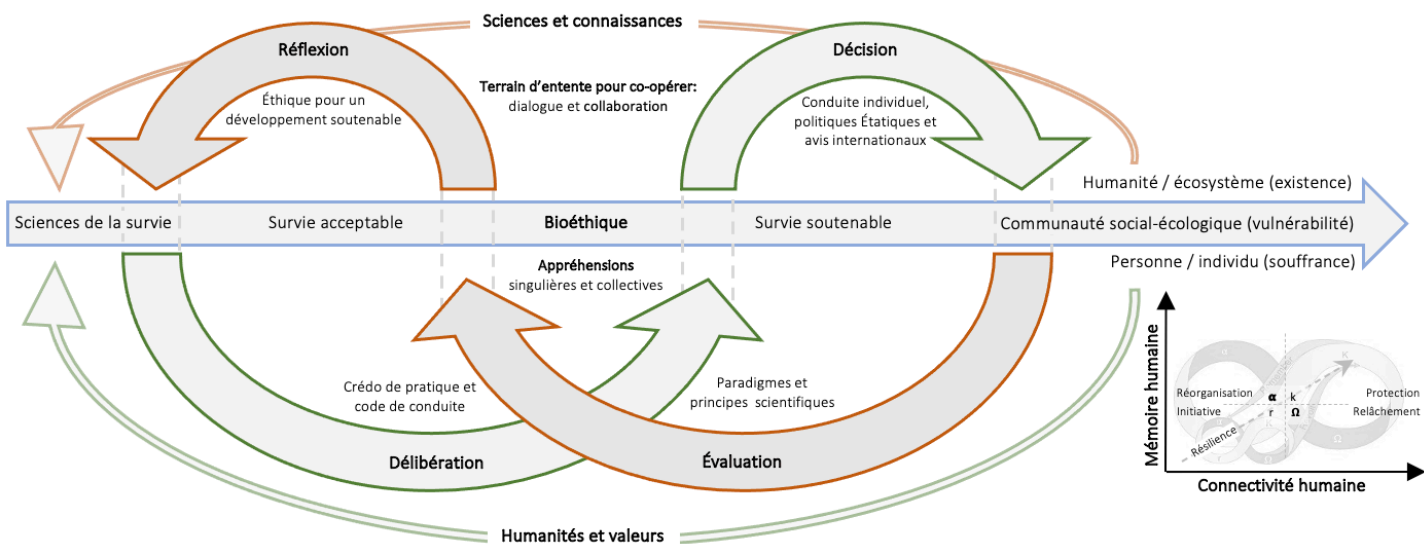 Sciences et connaissances
Réflexion
Décision
Terrain d'entente pour co-opérer:
dialogue et collaboration
Éthique pour un
développement soutenable
Conduite individuel,
politiques Étatiques et
avis internationaux
Humanité / écosystème (existence)
Sciences de la survie
Survie acceptable
Bioéthique
Survie soutenable
Communauté social-écologique (vulnérabilité)
Appréhensions
singulières et collectives
Personne / individu (souffrance)
Crédo de pratique et
code de conduite
Paradigmes et
principes scientifiques
Délibération
Évaluation
Humanités et valeurs
Mémoire humaine
Réorganisation
Initiative
α k
r Ω
Protection
Relâchement
Résilience
Connectivité humaine